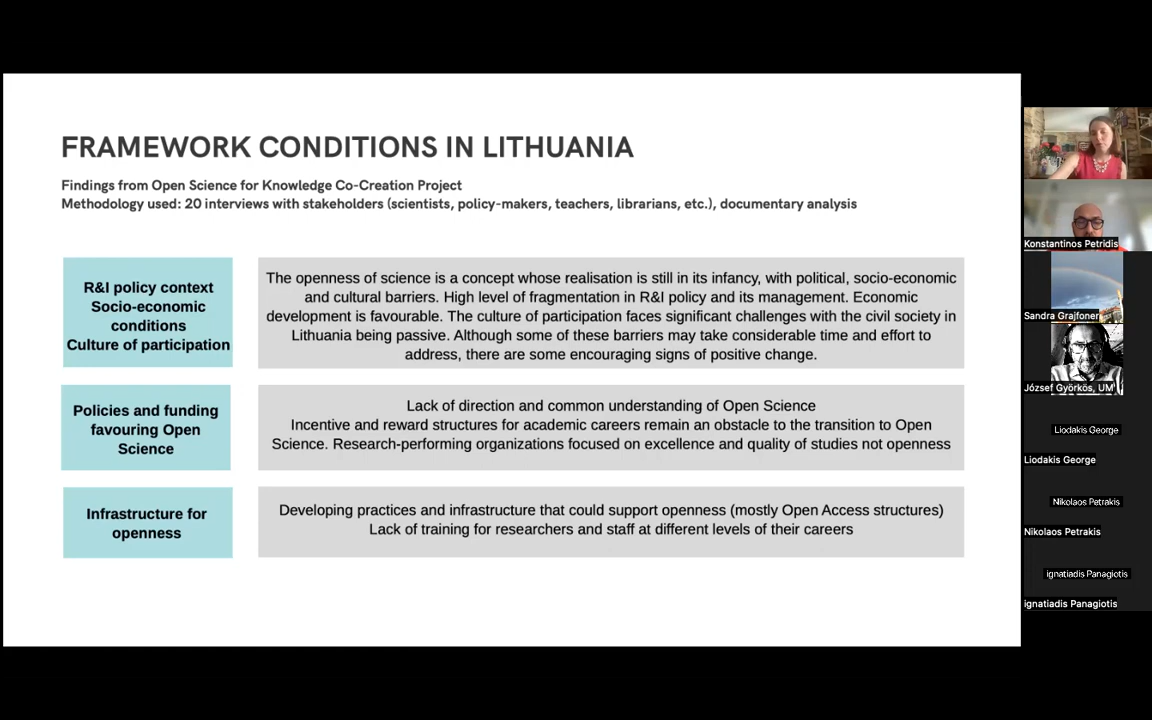 FRAMEWORK CONDITIONS IN LITHUANIA
Findings from Open Science for Knowledge Co-Creation Project
Methodology used: 20 interviews with stakeholders (scientists, policy-makers, teachers, librarians, etc.), documentary analysis
R&I policy context
Socio-economic
conditions
Culture of participation
The openness of science is a concept whose realisation is still in its infancy, with political, socio-economic
and cultural barriers. High level of fragmentation in R&I policy and its management. Economic
development is favourable. The culture of participation faces significant challenges with the civil society in
Lithuania being passive. Although some of these barriers may take considerable time and effort to
address, there are some encouraging signs of positive change.
Policies and funding
favouring Open
Science
Lack of direction and common understanding of Open Science
Incentive and reward structures for academic careers remain an obstacle to the transition to Open
Science. Research-performing organizations focused on excellence and quality of studies not openness
Infrastructure for
openness
Developing practices and infrastructure that could support openness (mostly Open Access structures)
Lack of training for researchers and staff at different levels of their careers
Konstantinos Petridis
Sandra Grajfoner
József Györkös, UM
Liodakis George
Liodakis George
Nikolaos Petrakis
Nikolaos Petrakis
ignatiadis Panagiotis
ignatiadis Panagiotis